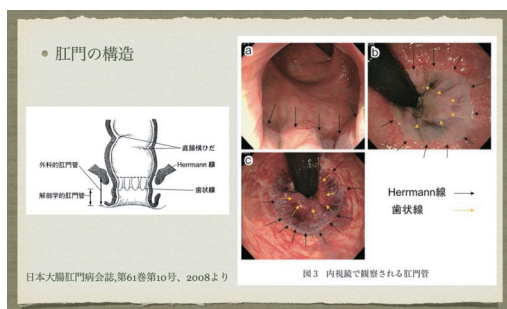 肛門の構造
直腸横ひだ
外科的肛門管
Herrmann 線
解剖学的肛門管
歯状線
日本大腸肛門病会誌,第61巻第10号、2008より
a
b
c
Herrmann線
歯状線
図3 内視鏡で観察される肛門管